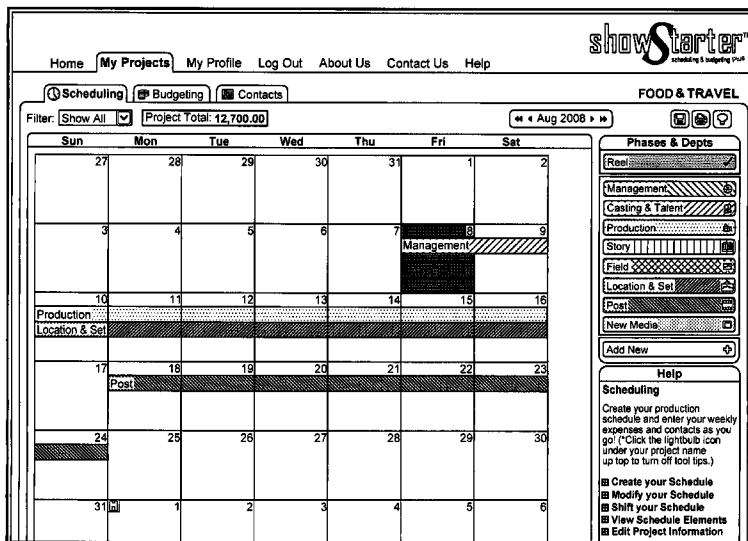 showStarter™
scheduling & budgeting plus
Home My Projects My Profile Log Out About Us Contact Us Help
Scheduling Budgeting Contacts
FOOD & TRAVEL
Filter: Show All Project Total: 12,700.00
Aug 2008
Sun Mon Tue Wed Thu Fri Sat
27 28 29 30 31 1 2
3 4 5 6 7 8 9
Management
10 11 12 13 14 15 16
Production
Location & Set
17 18 19 20 21 22 23
Post
24 25 26 27 28 29 30
31 1 2 3 4 5 6
Phases & Depts
Reel
Management
Casting & Talent
Production
Story
Field
Location & Set
Post
New Media
Add New
Help
Scheduling
Create your production
schedule and enter your weekly
expenses and contacts as you
go! (*Click the lightbulb icon
under your project name
up top to turn off tool tips.)
Create your Schedule
Modify your Schedule
Shift your Schedule
View Schedule Elements
Edit Project Information